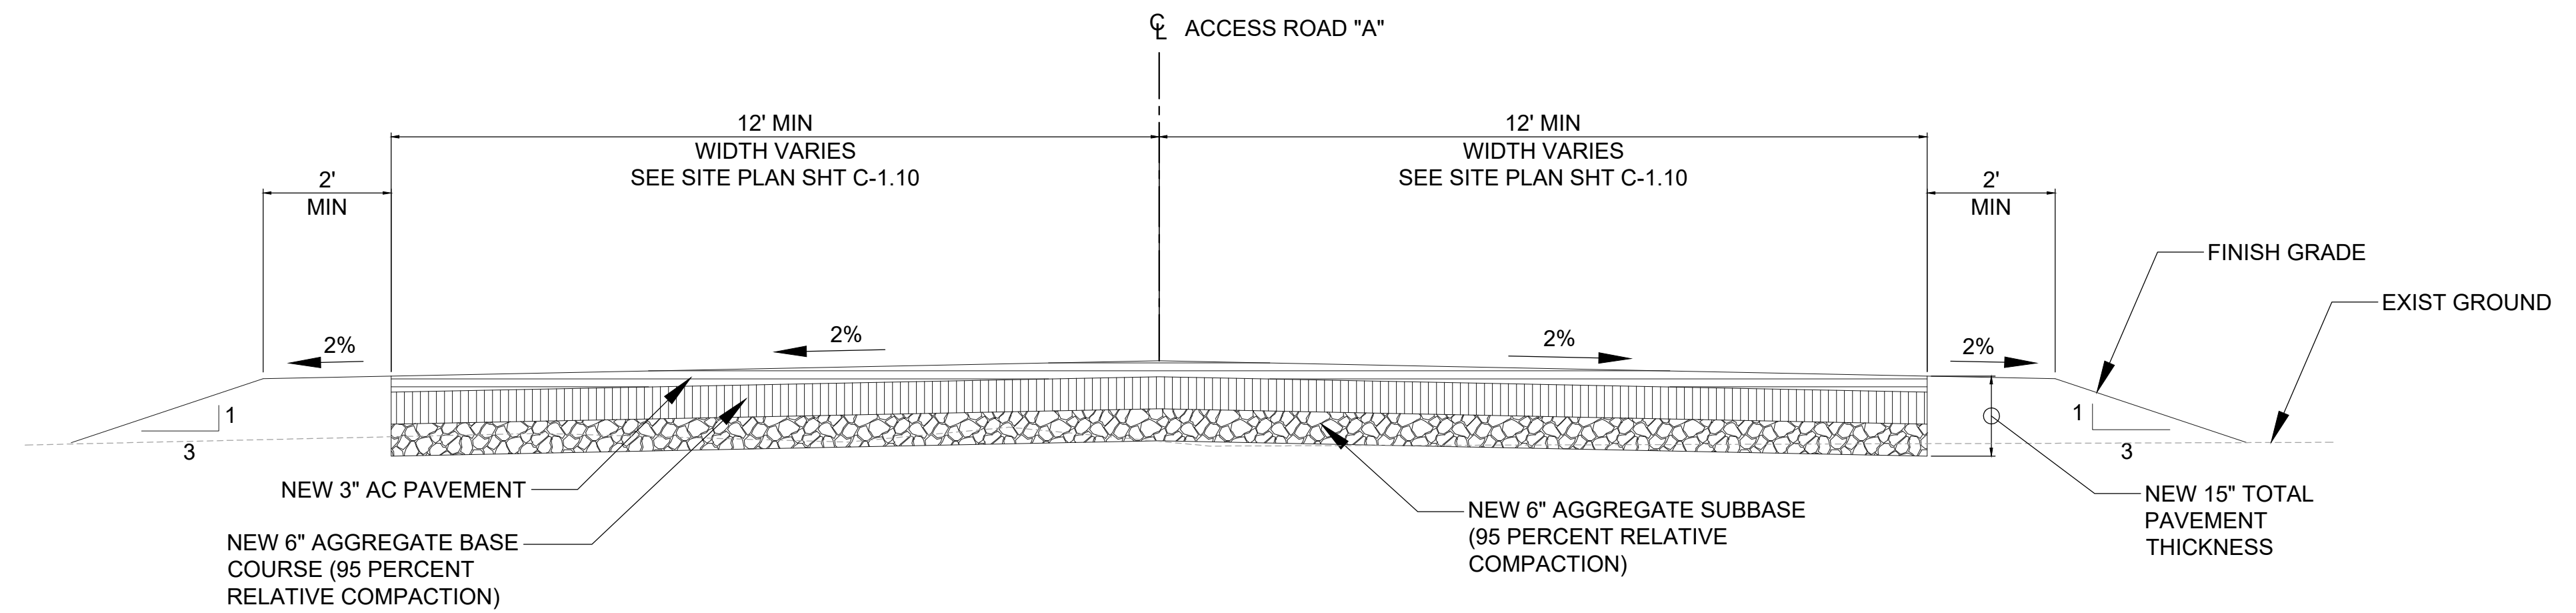 ℄ ACCESS ROAD "A"
12' MIN
WIDTH VARIES
SEE SITE PLAN SHT C-1.10
12' MIN
WIDTH VARIES
SEE SITE PLAN SHT C-1.10
2'
MIN
2'
MIN
FINISH GRADE
EXIST GROUND
2%
2%
2%
2%
1
3
1
3
NEW 3" AC PAVEMENT
NEW 6" AGGREGATE BASE
COURSE (95 PERCENT
RELATIVE COMPACTION)
NEW 6" AGGREGATE SUBBASE
(95 PERCENT RELATIVE
COMPACTION)
NEW 15" TOTAL
PAVEMENT
THICKNESS